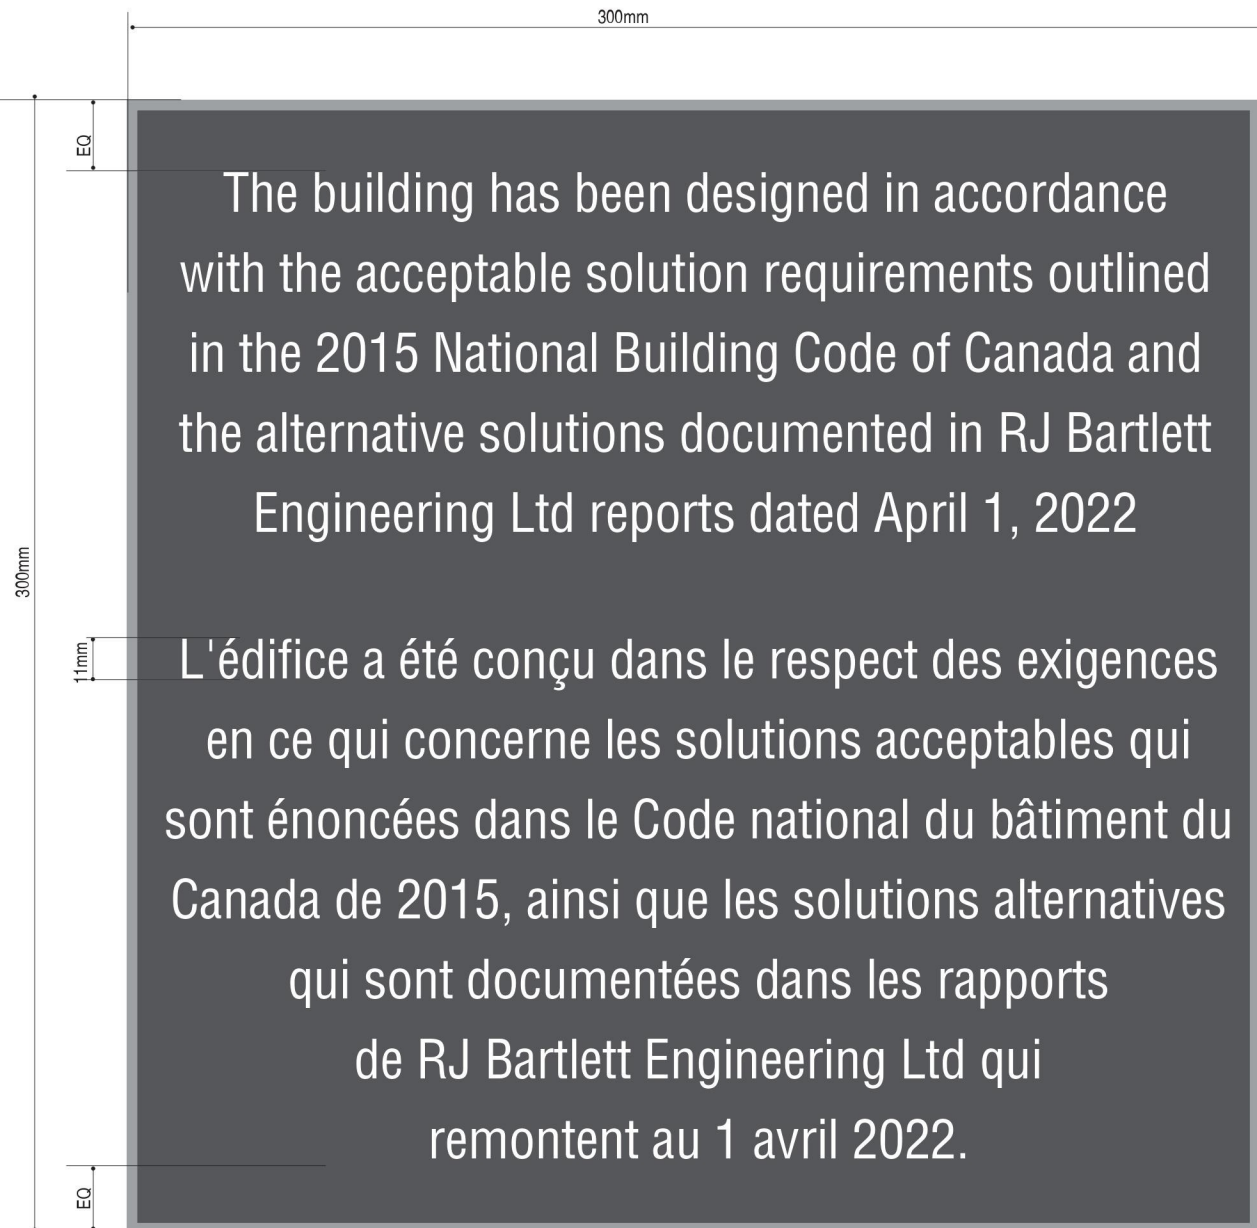 300mm
EQ
The building has been designed in accordance
with the acceptable solution requirements outlined
in the 2015 National Building Code of Canada and
the alternative solutions documented in RJ Bartlett
Engineering Ltd reports dated April 1, 2022
300mm
11mm
L'édifice a été conçu dans le respect des exigences
en ce qui concerne les solutions acceptables qui
sont énoncées dans le Code national du bâtiment du
Canada de 2015, ainsi que les solutions alternatives
qui sont documentées dans les rapports
de RJ Bartlett Engineering Ltd qui
remontent au 1 avril 2022.
EQ